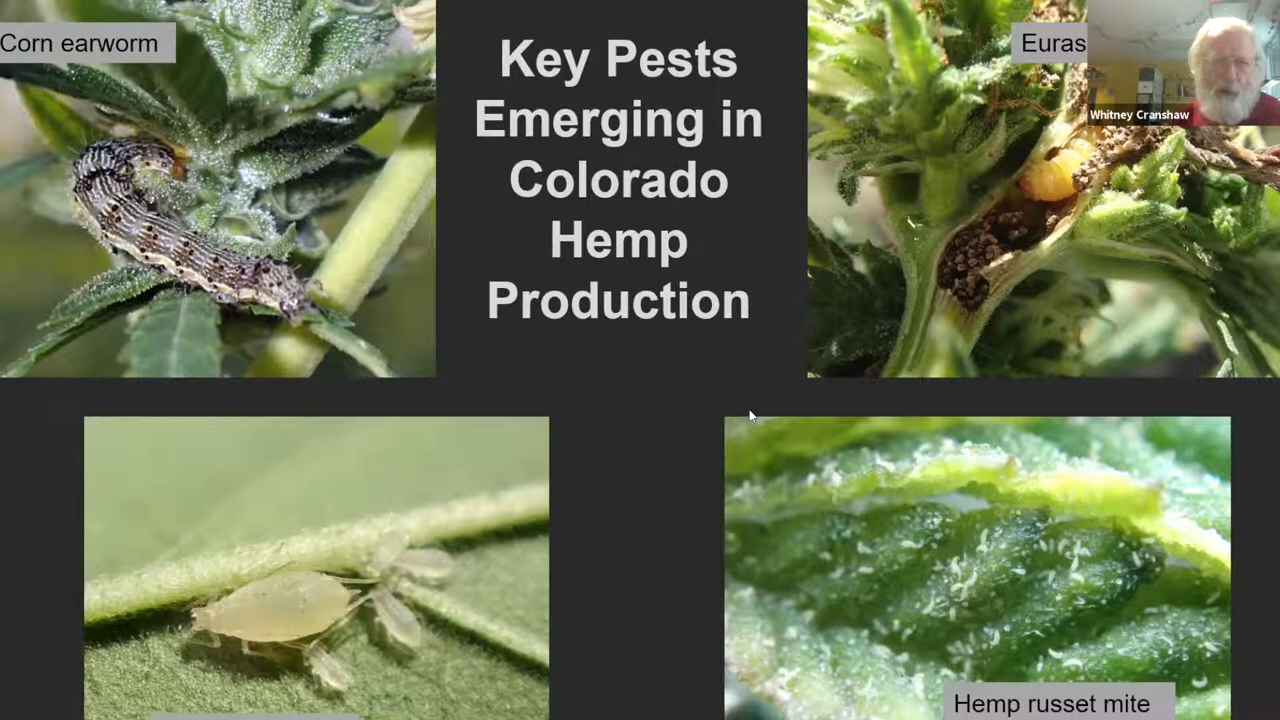 Corn earworm
Key Pests
Emerging in
Colorado
Hemp
Production
Euras
Whitney Cranshaw
Hemp russet mite